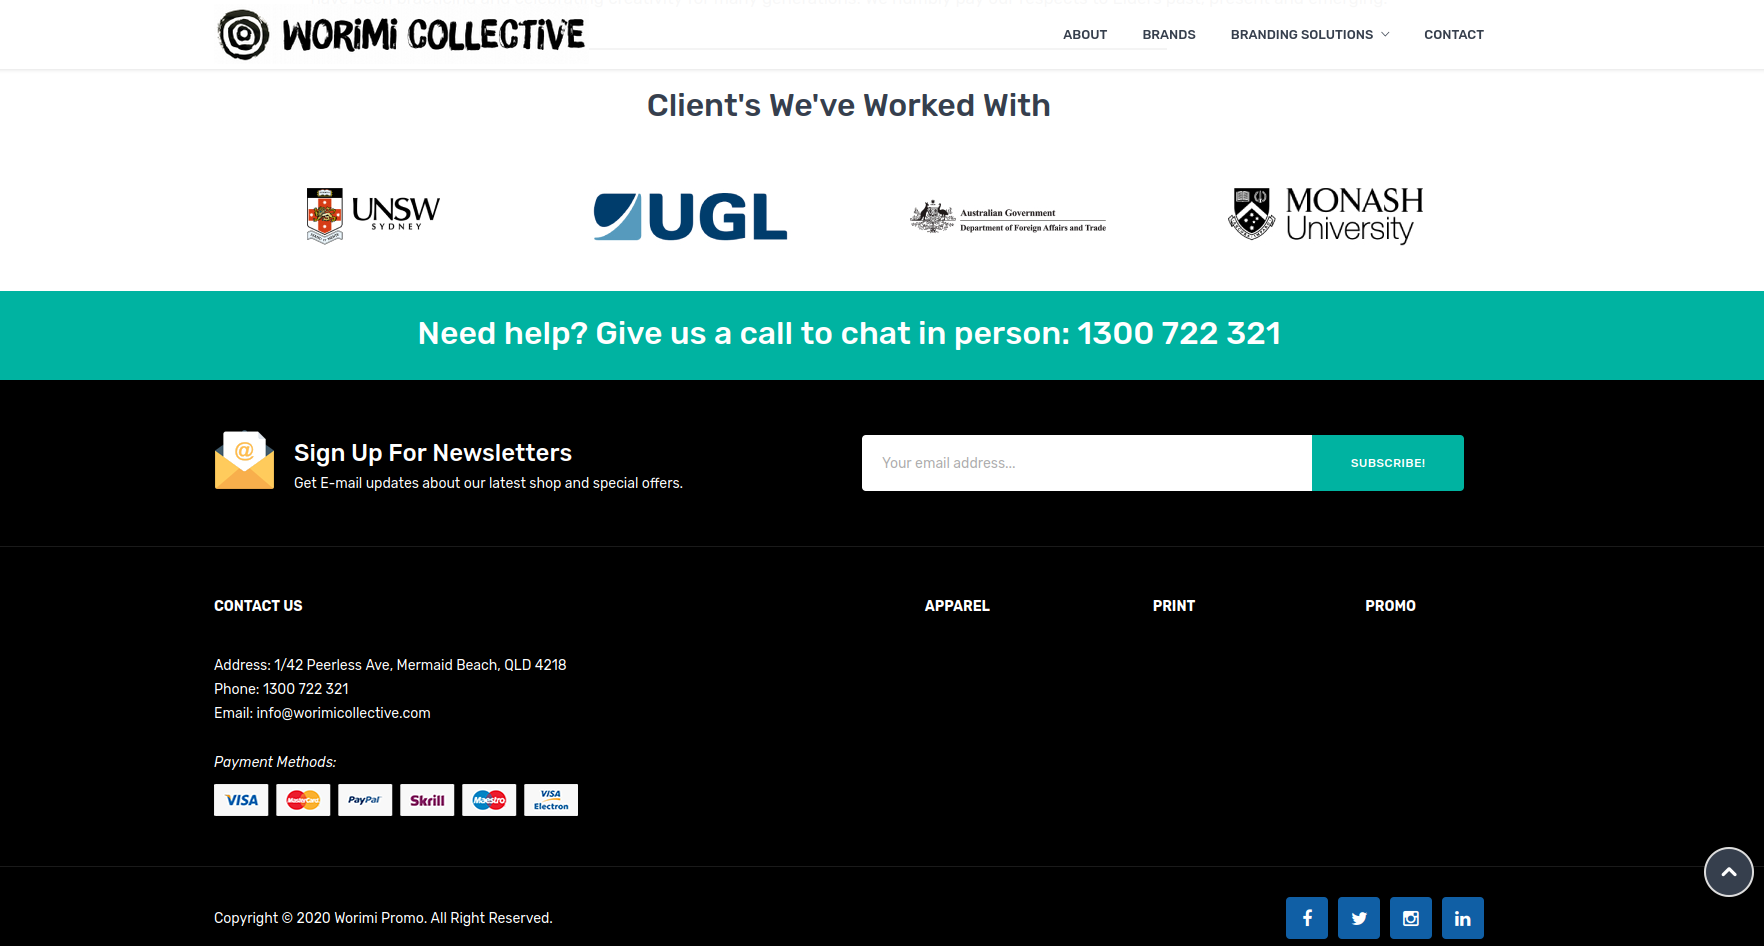 WORiMi COLLECTIVE
ABOUT
BRANDS
BRANDING SOLUTIONS
CONTACT
Client's We've Worked With
UNSW
SYDNEY
UGL
Australian Government
Department of Foreign Affairs and Trade
MONASH
University
Need help? Give us a call to chat in person: 1300 722 321
@
Sign Up For Newsletters
Get E-mail updates about our latest shop and special offers.
Your email address...
SUBSCRIBE!
CONTACT US
APPAREL
PRINT
PROMO
Address: 1/42 Peerless Ave, Mermaid Beach, QLD 4218
Phone: 1300 722 321
Email: info@worimicollective.com
Payment Methods:
VISA
MasterCard
PayPal
Skrill
Maestro
VISA
Electron
Copyright © 2020 Worimi Promo. All Right Reserved.
f
in